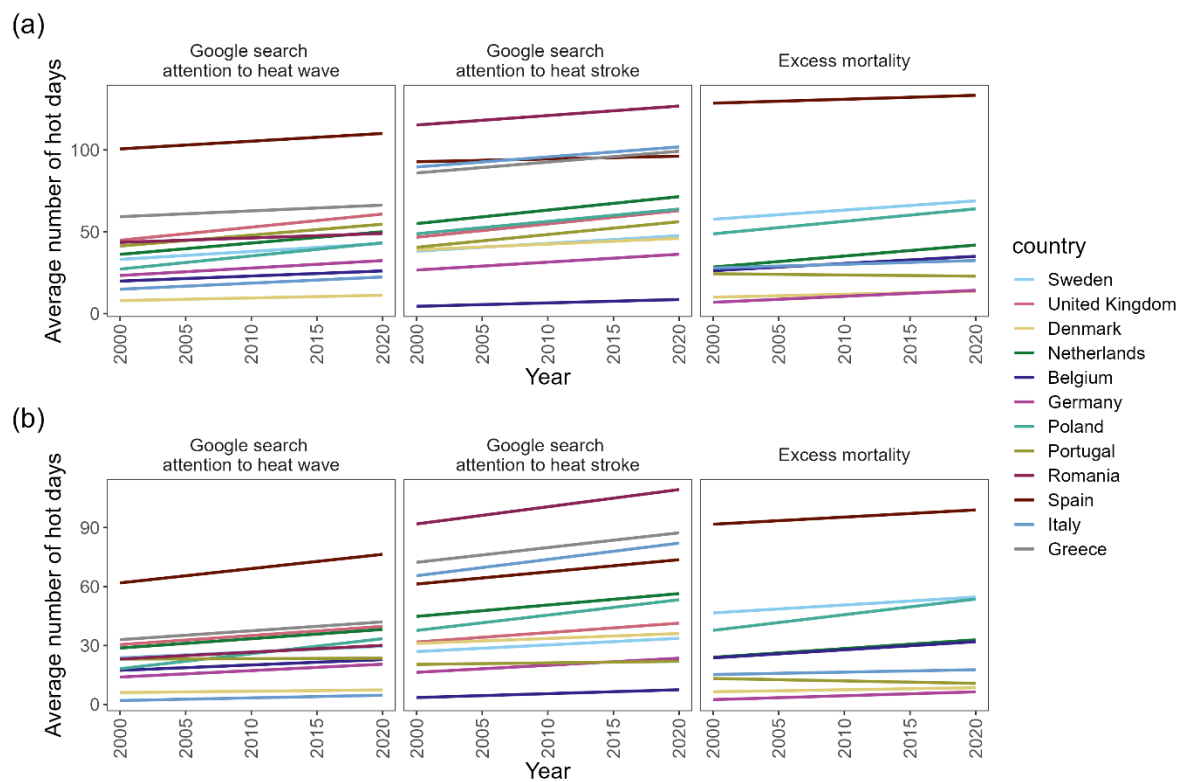 (a)
Google search
attention to heat wave
Google search
attention to heat stroke
Excess mortality
Average number of hot days
100
50
0
2000
2005
2010
2015
2020
2000
2005
2010
2015
2020
2000
2005
2010
2015
2020
Year
(b)
Google search
attention to heat wave
Google search
attention to heat stroke
Excess mortality
Average number of hot days
90
60
30
0
2000
2005
2010
2015
2020
2000
2005
2010
2015
2020
2000
2005
2010
2015
2020
Year
country
Sweden
United Kingdom
Denmark
Netherlands
Belgium
Germany
Poland
Portugal
Romania
Spain
Italy
Greece